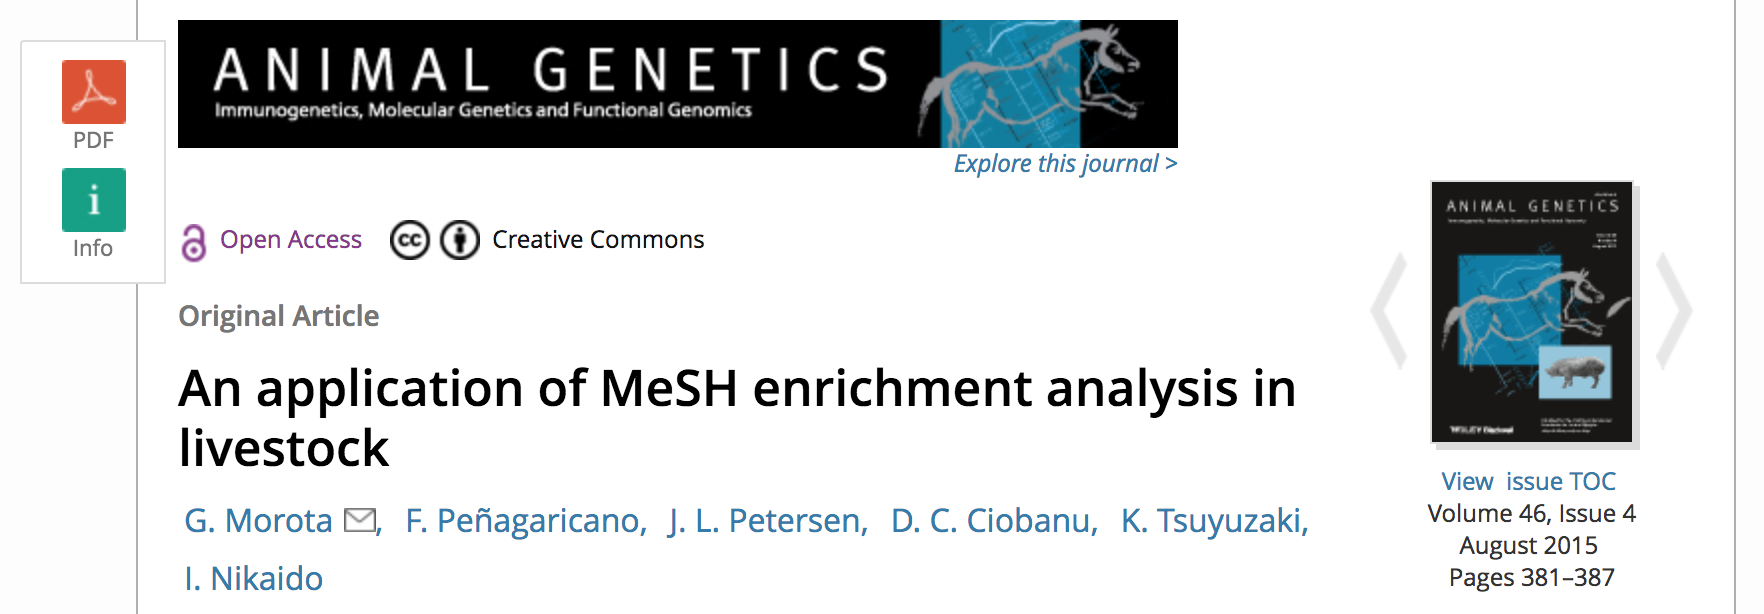 ANIMAL GENETICS
Immunogenetics, Molecular Genetics and Functional Genomics
Explore this journal >
PDF
i
Info
Open Access
cc
Creative Commons
Original Article
An application of MeSH enrichment analysis in
livestock
G. Morota, F. Peñagaricano, J. L. Petersen, D. C. Ciobanu, K. Tsuyuzaki,
I. Nikaido
ANIMAL GENETICS
View issue TOC
Volume 46, Issue 4
August 2015
Pages 381–387